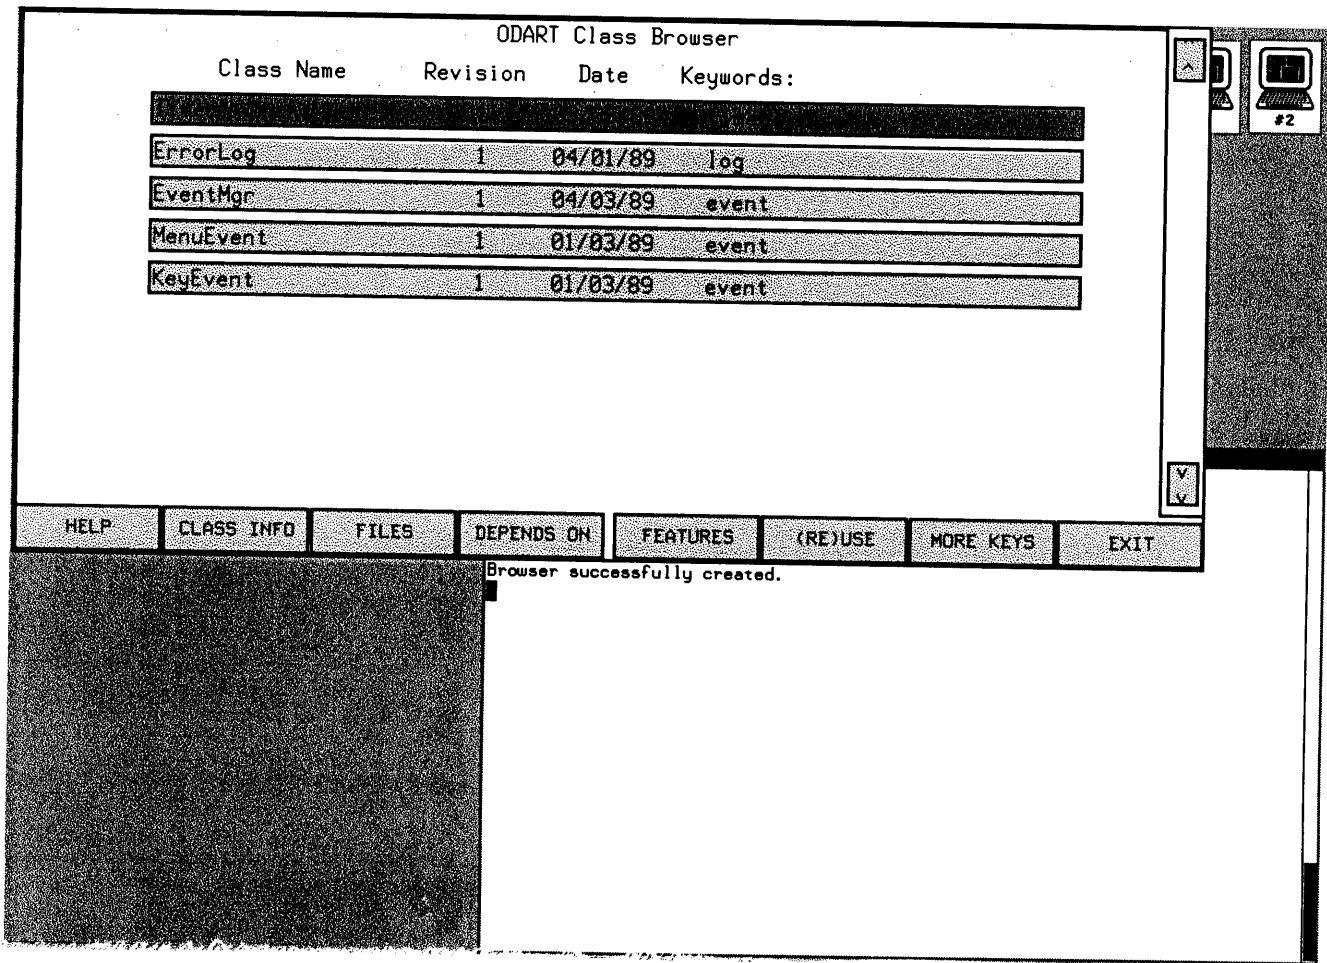 ODART Class Browser
Class Name Revision Date Keywords:
ErrorLog 1 04/01/89 log
EventMgr 1 04/03/89 event
MenuEvent 1 01/03/89 event
KeyEvent 1 01/03/89 event
HELP CLASS INFO FILES DEPENDS ON FEATURES (RE)USE MORE KEYS EXIT
Browser successfully created.
#2
^
v
v